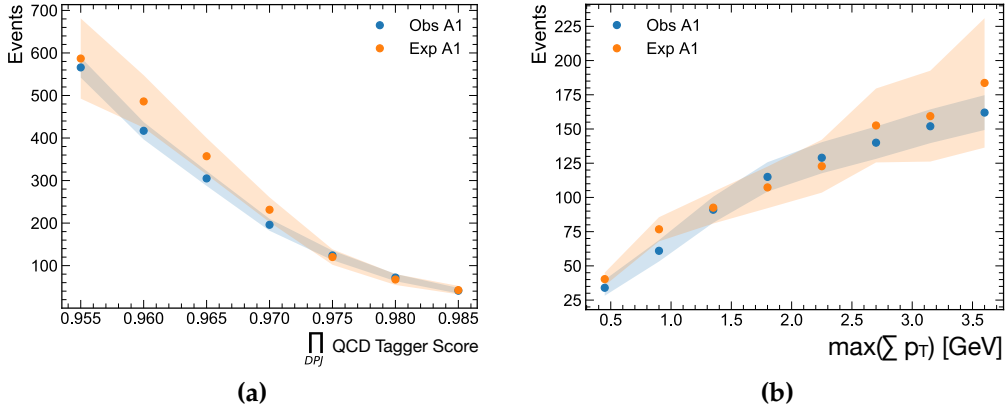 700
600
500
400
300
200
100
Events
Obs A1
Exp A1
0.955 0.960 0.965 0.970 0.975 0.980 0.985
∏ QCD Tagger Score
DPJ
(a)
225
200
175
150
125
100
75
50
25
Events
Obs A1
Exp A1
0.5 1.0 1.5 2.0 2.5 3.0 3.5
max(∑ pT) [GeV]
(b)